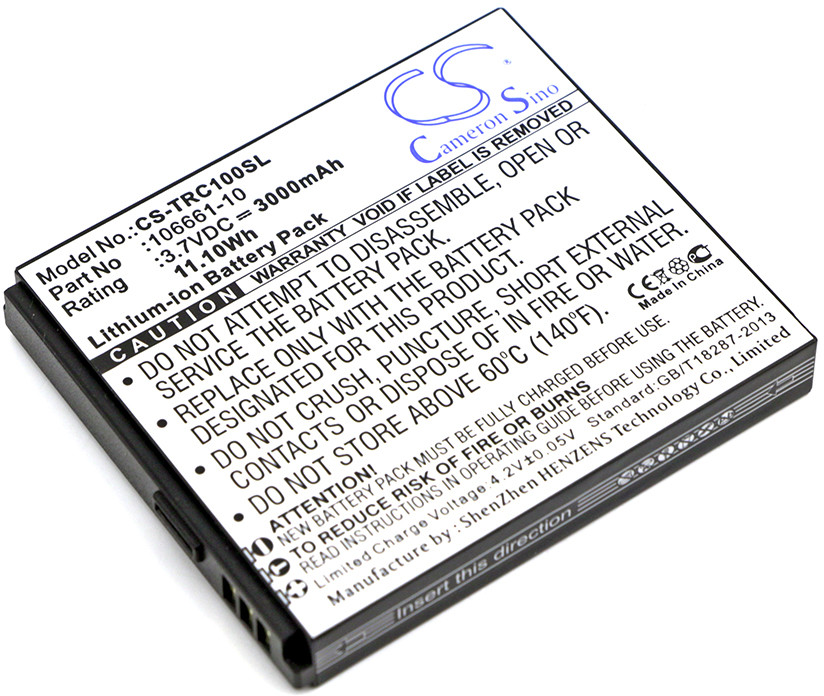 CS ®
Cameron Sino
Model No.:CS-TRC100SL
Part No :106661-10
Rating :3.7VDC ⎓ 3000mAh
11.10Wh
Lithium-ion Battery Pack
CAUTION: RISK OF FIRE, VOID WARRANTY IF LABEL IS REMOVED
• DO NOT ATTEMPT TO DISASSEMBLE, OPEN OR
SERVICE THE BATTERY PACK.
• REPLACE ONLY WITH THE BATTERY PACK
DESIGNATED FOR THIS PRODUCT.
• DO NOT CRUSH, PUNCTURE, SHORT EXTERNAL
CONTACTS OR DISPOSE OF IN FIRE OR WATER.
• DO NOT STORE ABOVE 60°C (140°F).
CE
Made in China
ATTENTION:
NEW BATTERY PACK MUST BE FULLY CHARGED BEFORE USE
TO REDUCE RISK OF FIRE OR BURNS
READ INSTRUCTIONS BEFORE USING THE BATTERY.
Limited Charge Voltage:4.2V±0.05V Standard:GB/T18287-2013
Manufacture by : ShenZhen HENZENS Technology Co., Limited
Insert this direction